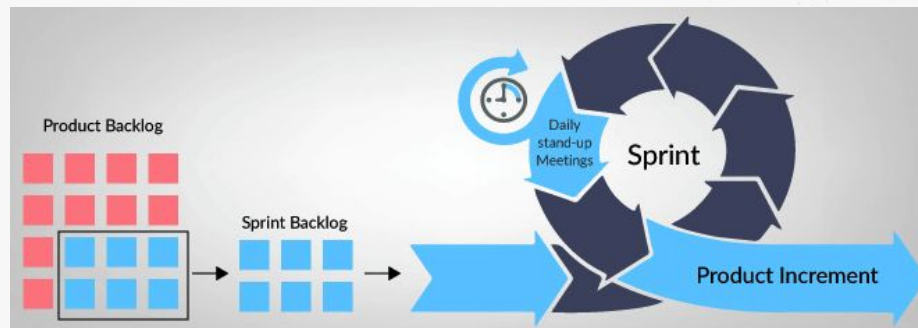 Product Backlog
Sprint Backlog
Daily
stand-up
Meetings
Sprint
Product Increment